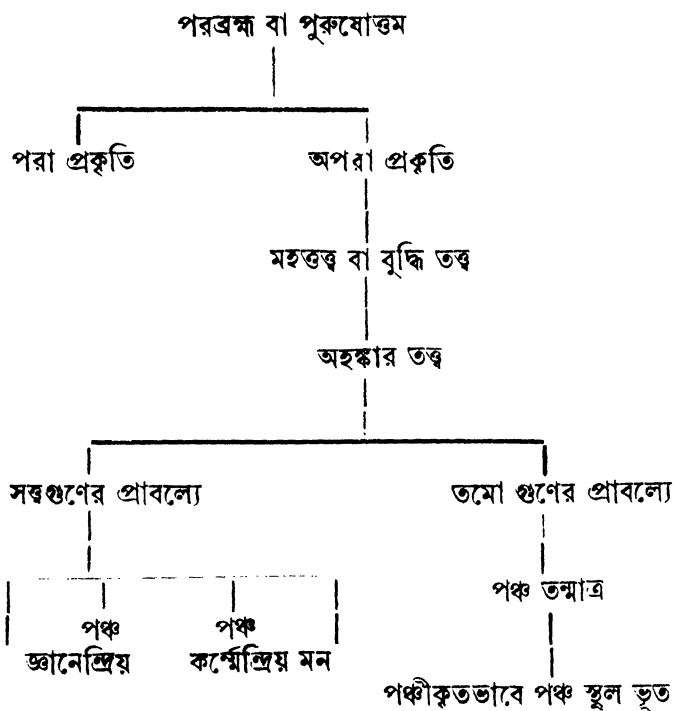 পরব্রহ্ম বা পুরুষোত্তম
পরা প্রকৃতি অপরা প্রকৃতি
মহত্তত্ত্ব বা বুদ্ধি তত্ত্ব
অহঙ্কার তত্ত্ব
সত্ত্বগুণের প্রাবল্যে তমো গুণের প্রাবল্যে
পঞ্চ তন্মাত্র
পঞ্চ পঞ্চ
জ্ঞানেন্দ্রিয় কর্ম্মেন্দ্রিয় মন
পঞ্চীকৃতভাবে পঞ্চ স্থূল ভূত